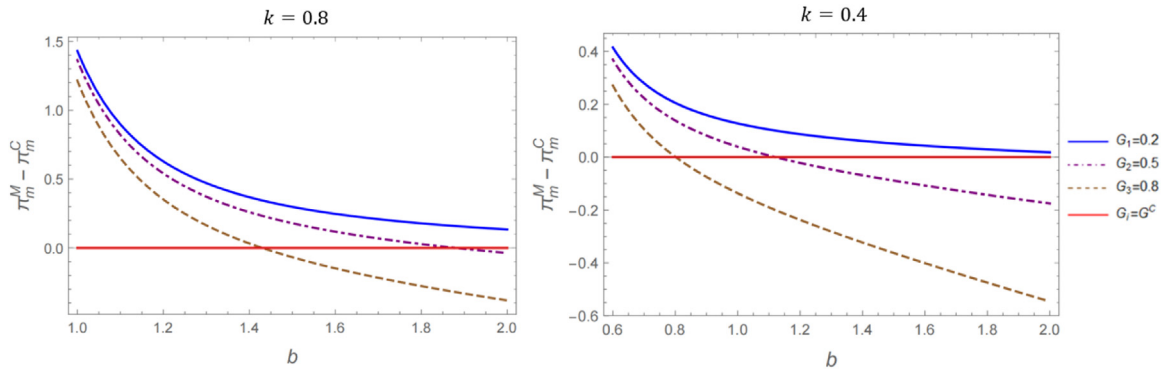 k = 0.8
1.5
1.0
0.5
0.0
π_m^M − π_m^C
1.0 1.2 1.4 1.6 1.8 2.0
b
k = 0.4
0.4
0.2
0.0
−0.2
−0.4
−0.6
π_m^M − π_m^C
0.6 0.8 1.0 1.2 1.4 1.6 1.8 2.0
b
G₁=0.2
G₂=0.5
G₃=0.8
Gᵢ=Gᶜ